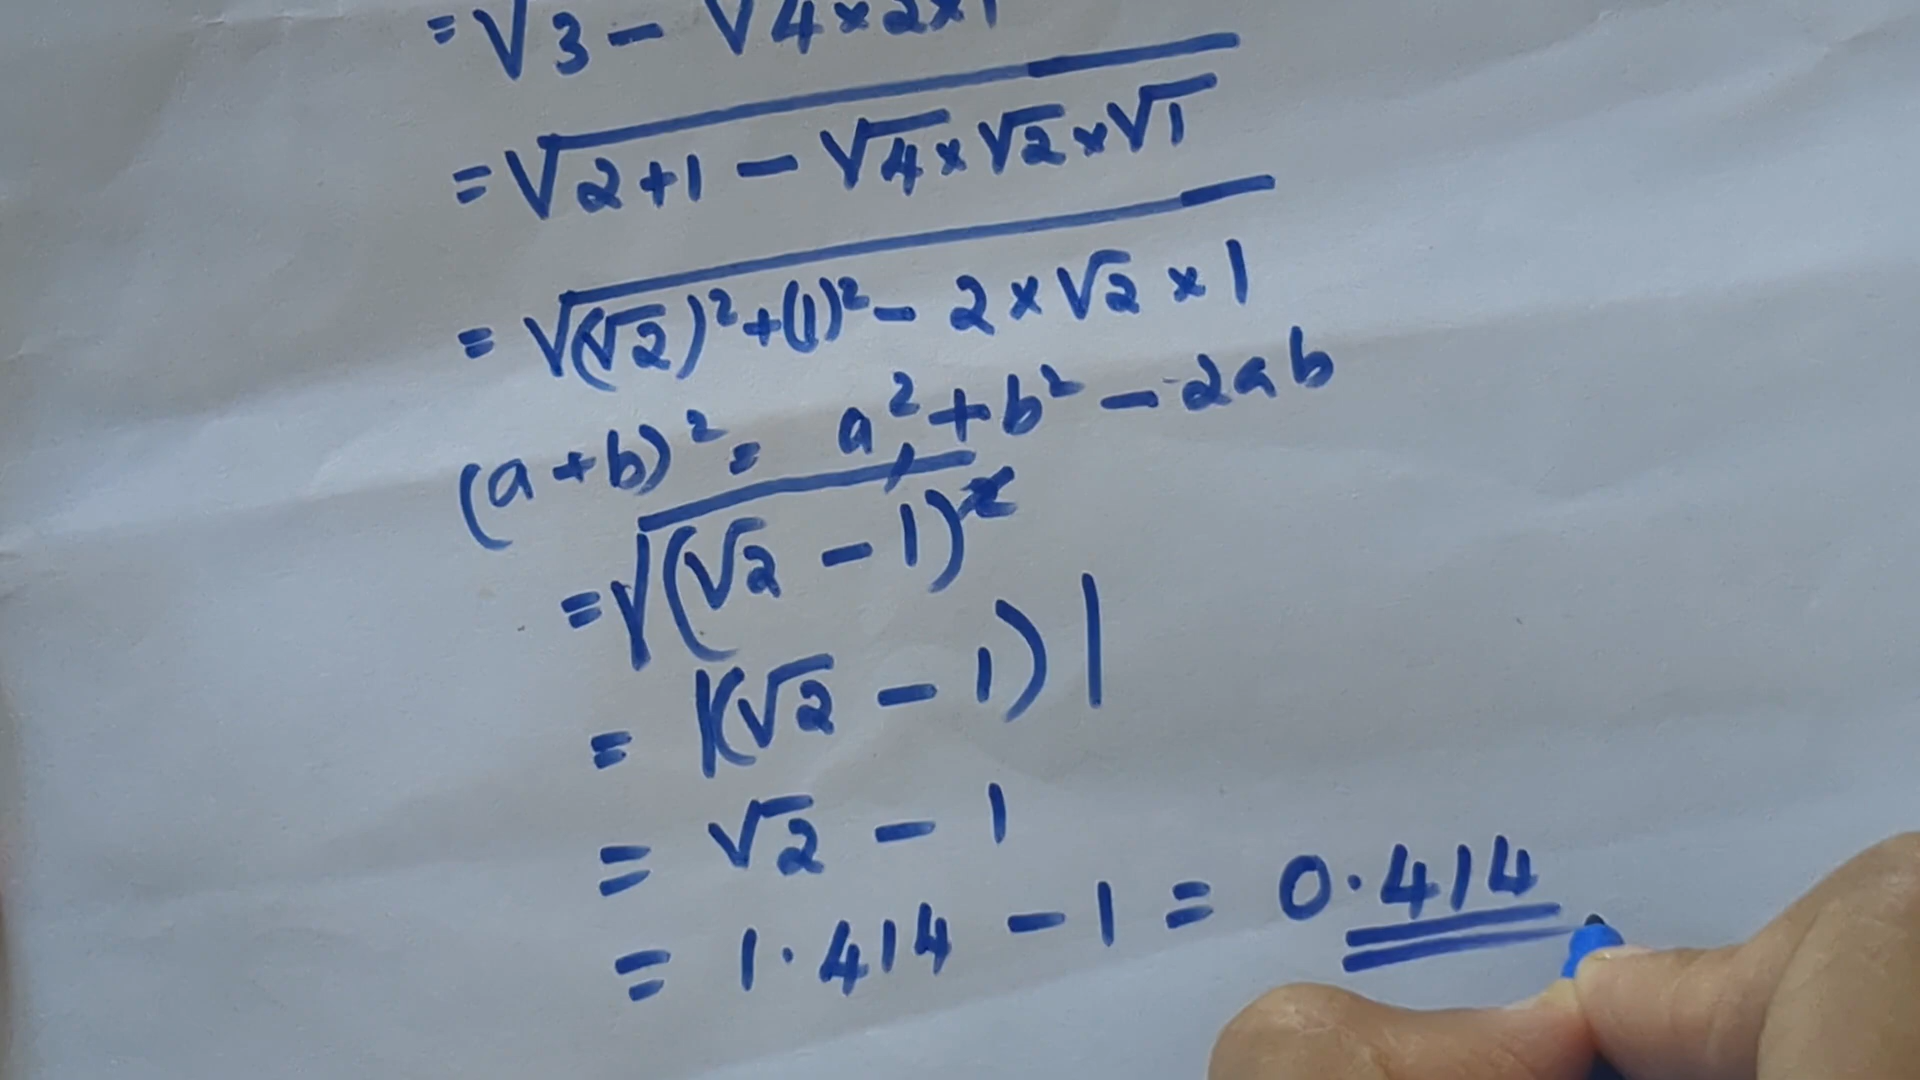 =√3 - √4×2×1
=√2+1 - √4×√2×√1
=√(√2)²+(1)² - 2×√2×1
(a+b)² = a²+b² - 2ab
=√(√2 - 1)²
= |(√2 - 1)|
= √2 - 1
= 1.414 - 1 = 0.414